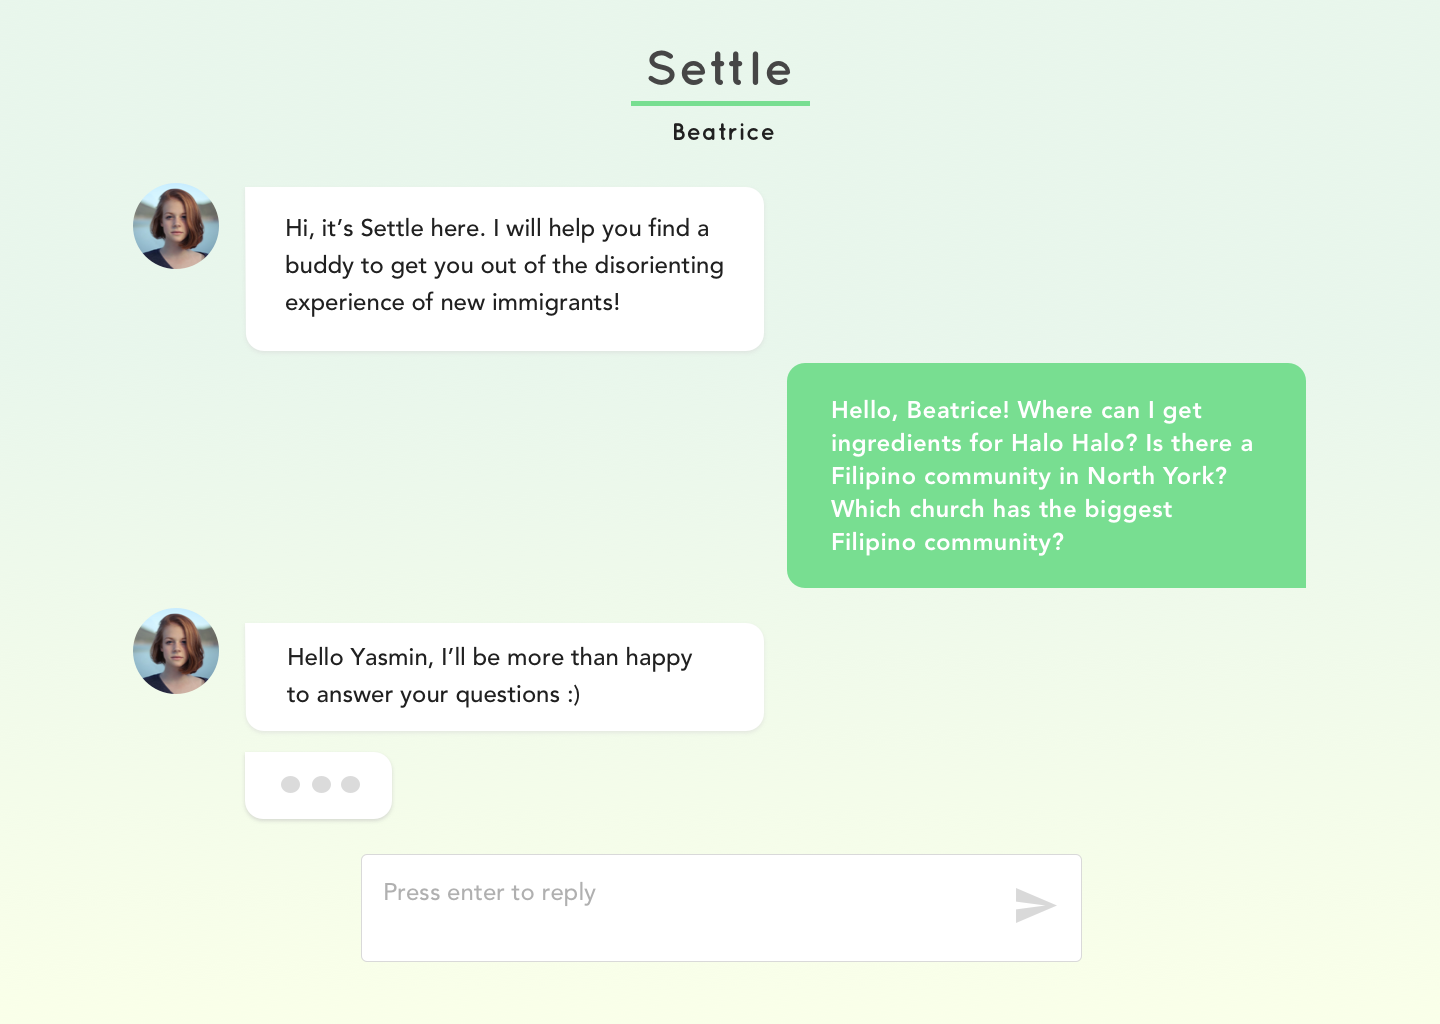 Settle
Beatrice
Hi, it’s Settle here. I will help you find a
buddy to get you out of the disorienting
experience of new immigrants!
Hello, Beatrice! Where can I get
ingredients for Halo Halo? Is there a
Filipino community in North York?
Which church has the biggest
Filipino community?
Hello Yasmin, I’ll be more than happy
to answer your questions :)
Press enter to reply